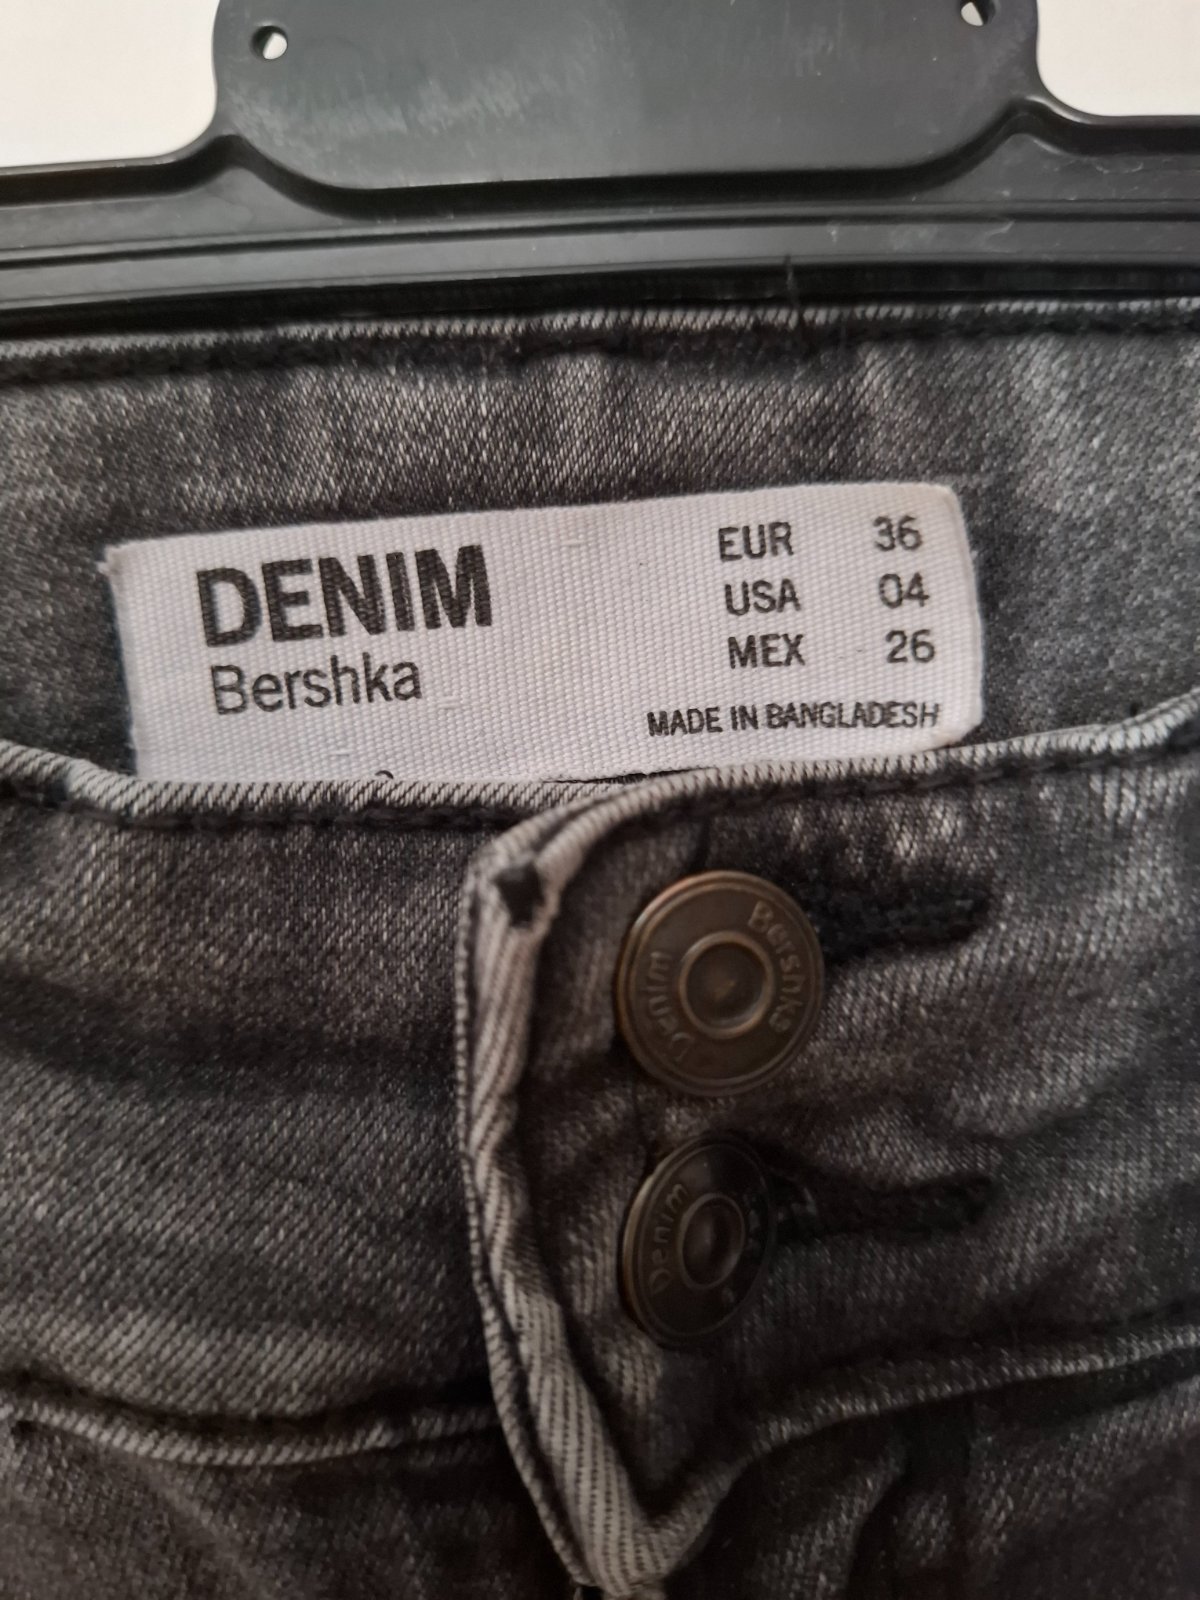 DENIM
Bershka
EUR 36
USA 04
MEX 26
MADE IN BANGLADESH
Bershka
Denim
Denim